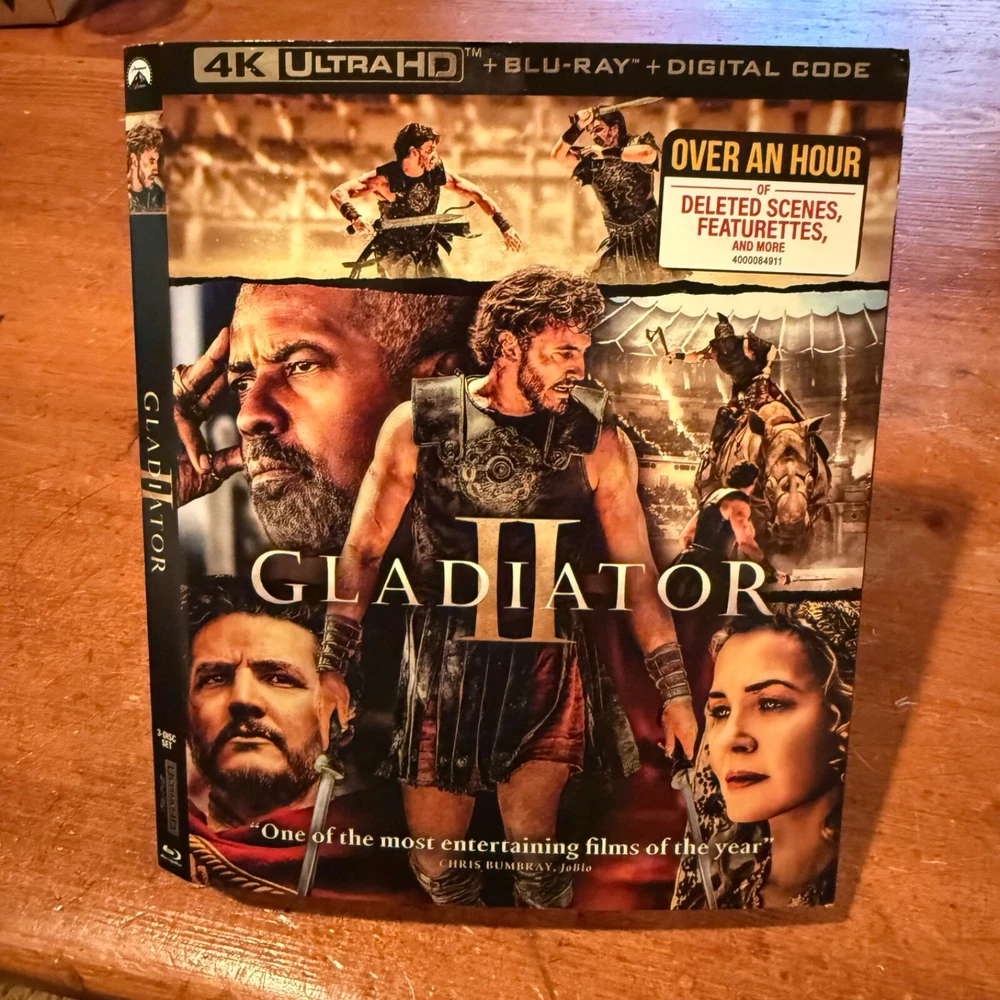 4K ULTRA HD™ + BLU-RAY™ + DIGITAL CODE
OVER AN HOUR
OF
DELETED SCENES,
FEATURETTES,
AND MORE
4000084911
II
GLADIATOR
"One of the most entertaining films of the year"
CHRIS BUMBRAY, JoBlo
GLADIATOR
II
3-DISC
SET